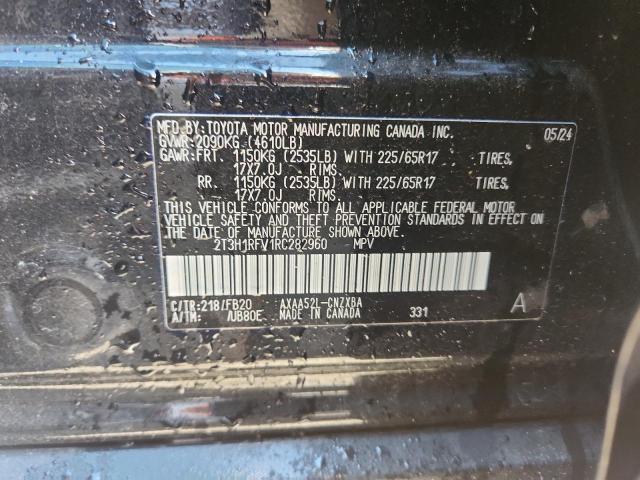 MFD.BY:TOYOTA MOTOR MANUFACTURING CANADA INC. 05/24
GVWR:2090KG (4610LB)
GAWR:FRT. 1150KG (2535LB) WITH 225/65R17 TIRES,
17X7.0J RIMS.
RR. 1150KG (2535LB) WITH 225/65R17 TIRES,
17X7.0J RIMS.
THIS VEHICLE CONFORMS TO ALL APPLICABLE FEDERAL MOTOR
VEHICLE SAFETY AND THEFT PREVENTION STANDARDS IN EFFECT ON
THE DATE OF MANUFACTURE SHOWN ABOVE.
2T3H1RFV1RC282960 MPV
C/TR:218/FB20 AXAA52L-CNZXBA A
A/TM: /UB80E MADE IN CANADA 331